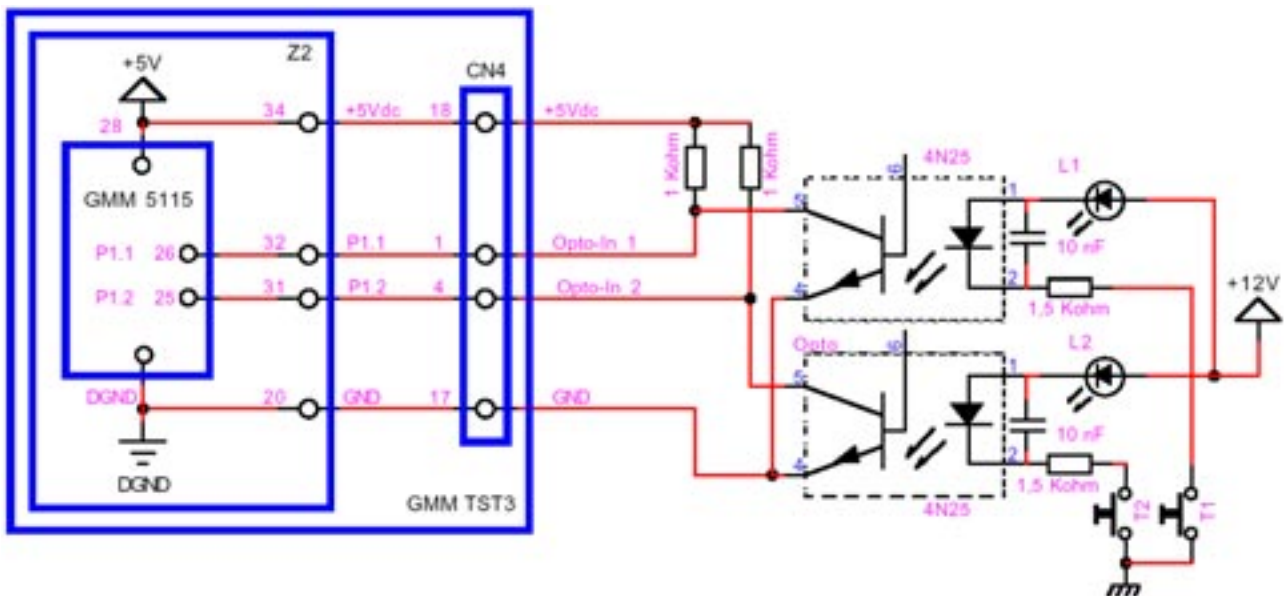 +5V
Z2
CN4
34
+5Vdc
18
+5Vdc
28
1 Kohm
1 Kohm
4N25
L1
6
GMM 5115
5
1
10 nF
P1.1
26
32
P1.1
1
Opto-In 1
P1.2
25
31
P1.2
4
Opto-In 2
4
2
1,5 Kohm
+12V
Opto
6
L2
5
1
DGND
20
GND
17
GND
10 nF
4
2
1,5 Kohm
DGND
GMM TST3
4N25
T2
T1